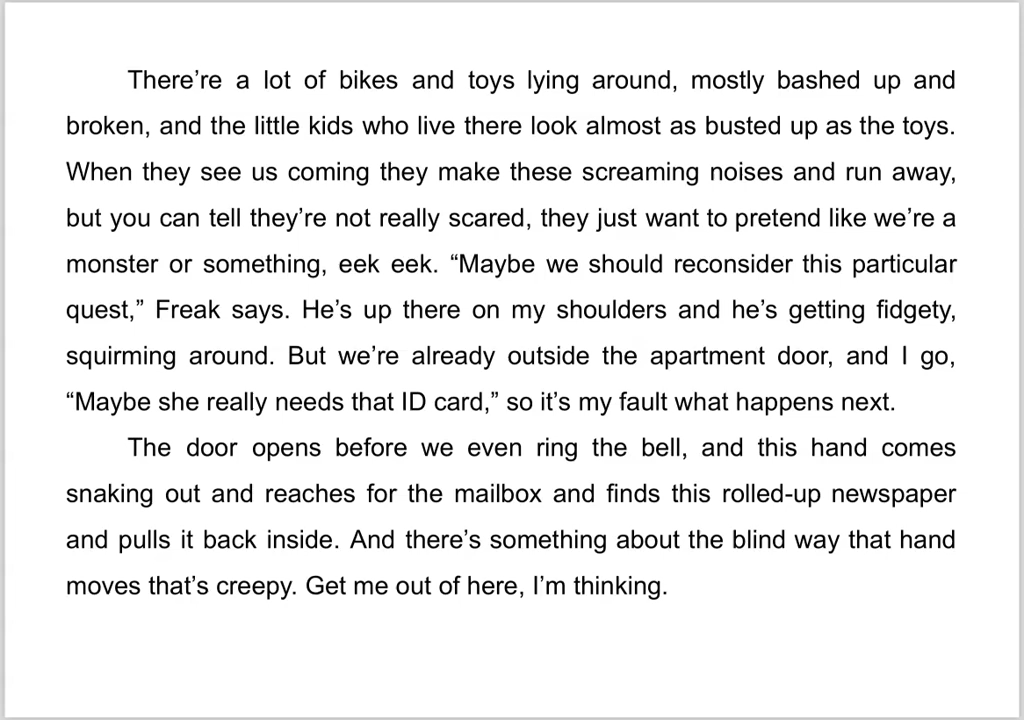 There’re a lot of bikes and toys lying around, mostly bashed up and
broken, and the little kids who live there look almost as busted up as the toys.
When they see us coming they make these screaming noises and run away,
but you can tell they’re not really scared, they just want to pretend like we’re a
monster or something, eek eek. “Maybe we should reconsider this particular
quest,” Freak says. He’s up there on my shoulders and he’s getting fidgety,
squirming around. But we’re already outside the apartment door, and I go,
“Maybe she really needs that ID card,” so it’s my fault what happens next.
The door opens before we even ring the bell, and this hand comes
snaking out and reaches for the mailbox and finds this rolled-up newspaper
and pulls it back inside. And there’s something about the blind way that hand
moves that’s creepy. Get me out of here, I’m thinking.